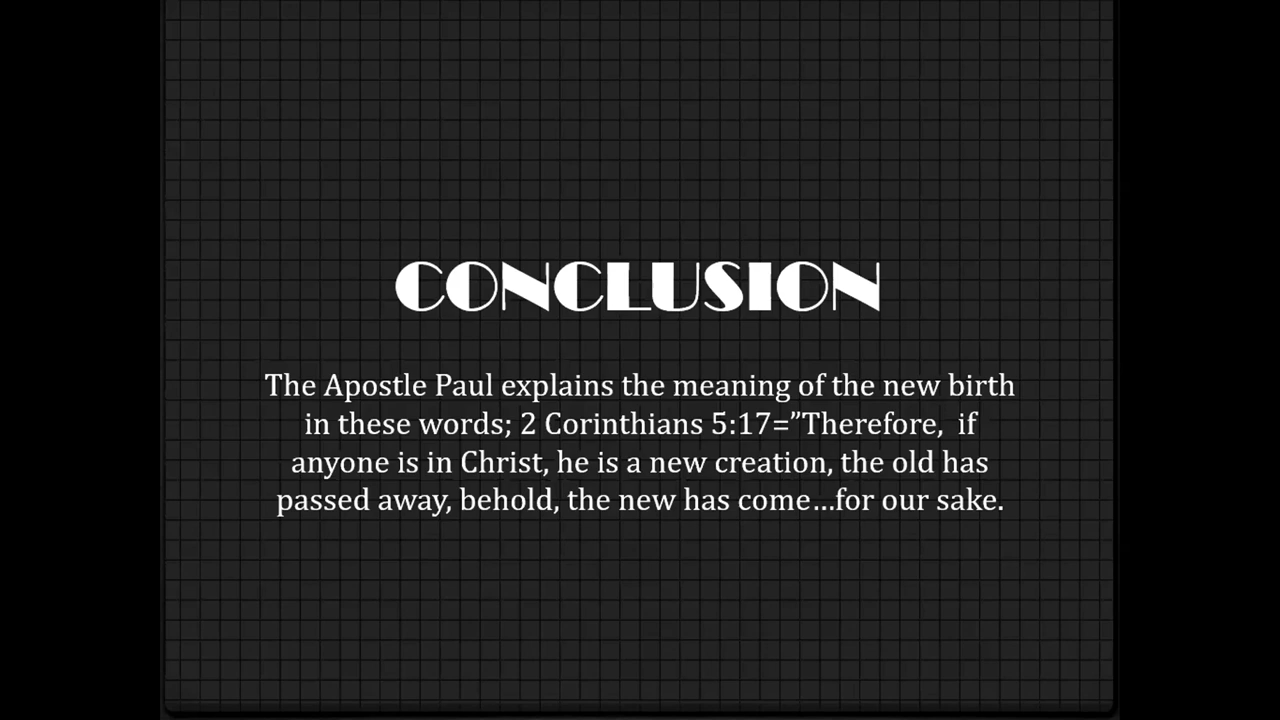 CONCLUSION
The Apostle Paul explains the meaning of the new birth
in these words; 2 Corinthians 5:17=”Therefore,  if
anyone is in Christ, he is a new creation, the old has
passed away, behold, the new has come…for our sake.